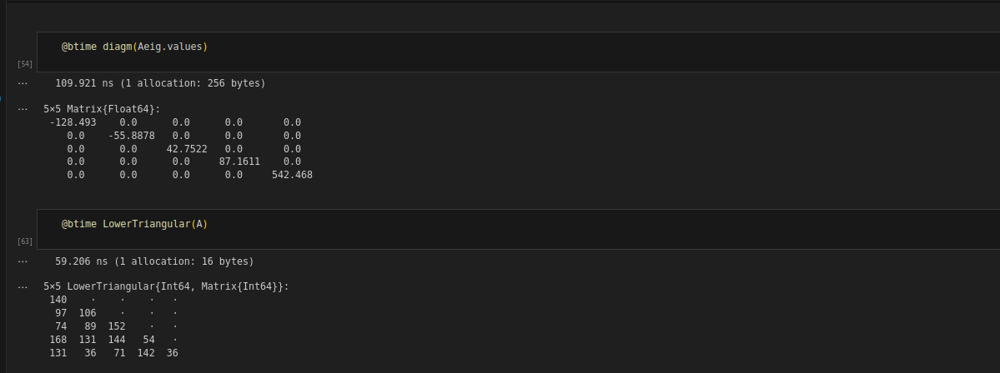 @btime diagm(Aeig.values)
[54]
... 109.921 ns (1 allocation: 256 bytes)
... 5×5 Matrix{Float64}:
-128.493 0.0 0.0 0.0 0.0
0.0 -55.8878 0.0 0.0 0.0
0.0 0.0 42.7522 0.0 0.0
0.0 0.0 0.0 87.1611 0.0
0.0 0.0 0.0 0.0 542.468
@btime LowerTriangular(A)
[63]
... 59.206 ns (1 allocation: 16 bytes)
... 5×5 LowerTriangular{Int64, Matrix{Int64}}:
140 · · · ·
97 106 · · ·
74 89 152 · ·
168 131 144 54 ·
131 36 71 142 36